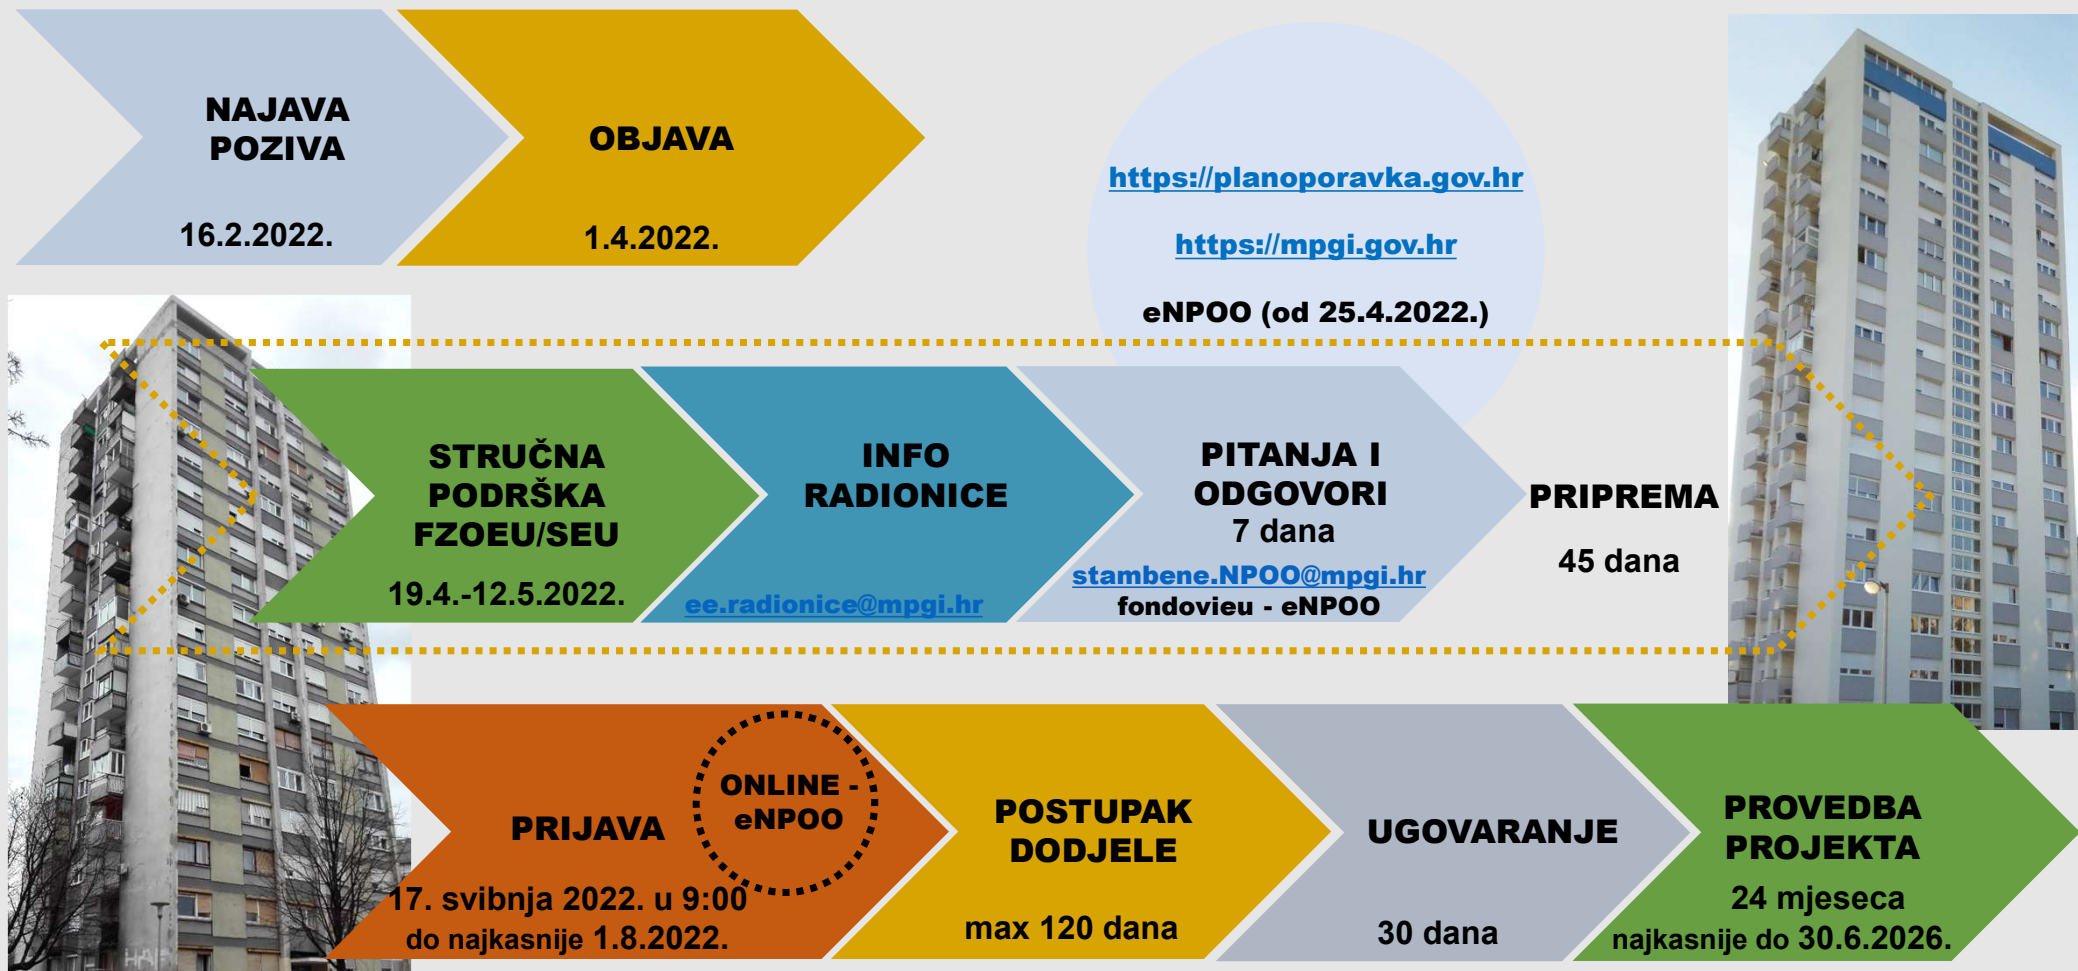 NAJAVA
POZIVA
16.2.2022.
OBJAVA
1.4.2022.
https://planoporavka.gov.hr
https://mpgi.gov.hr
eNPOO (od 25.4.2022.)
STRUČNA
PODRŠKA
FZOEU/SEU
19.4.-12.5.2022.
INFO
RADIONICE
ee.radionice@mpgi.hr
PITANJA I
ODGOVORI
7 dana
stambene.NPOO@mpgi.hr
fondovieu - eNPOO
PRIPREMA
45 dana
PRIJAVA
ONLINE -
eNPOO
17. svibnja 2022. u 9:00
do najkasnije 1.8.2022.
POSTUPAK
DODJELE
max 120 dana
UGOVARANJE
30 dana
PROVEDBA
PROJEKTA
24 mjeseca
najkasnije do 30.6.2026.